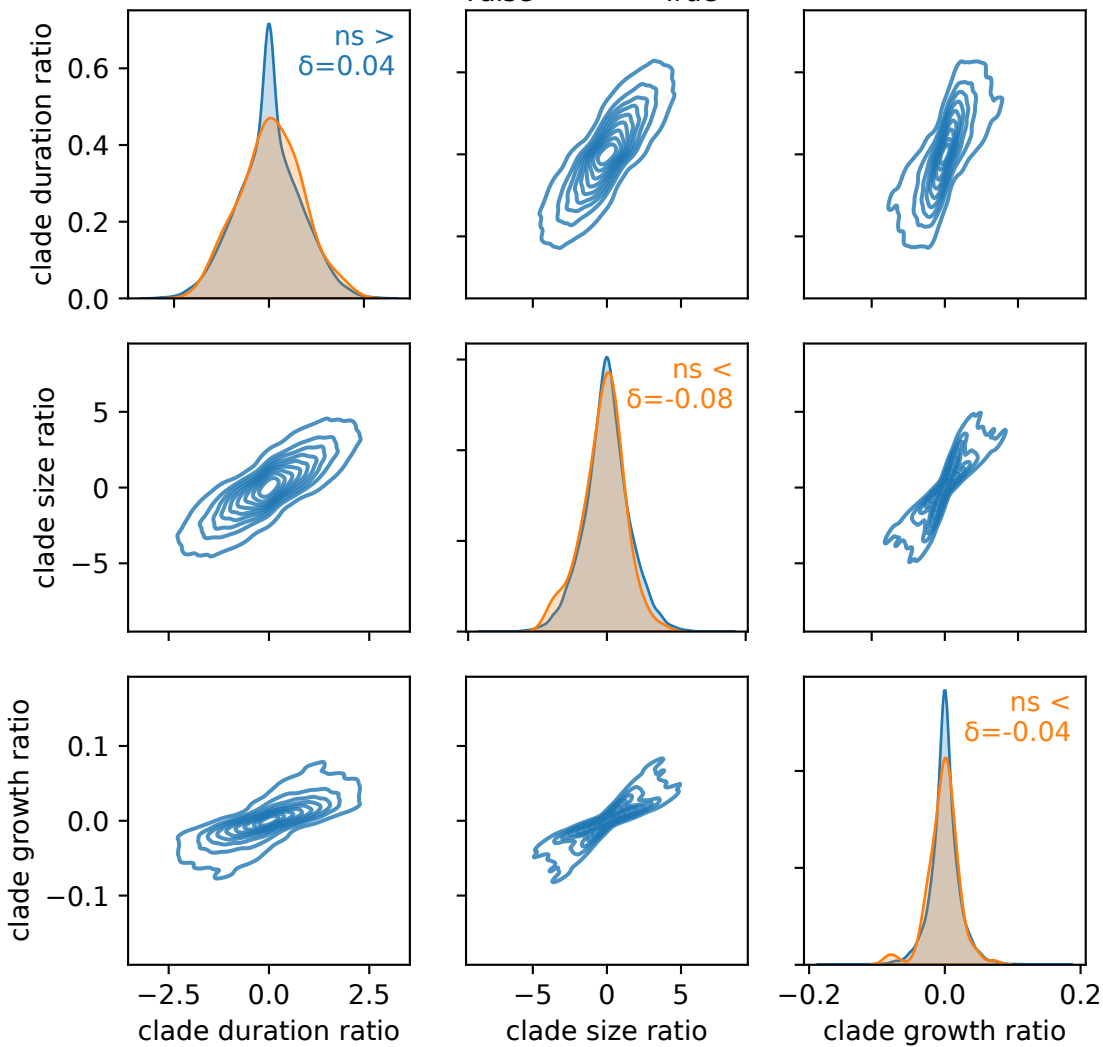 clade duration ratio
0.6
0.4
0.2
0.0
ns >
δ=0.04
clade size ratio
5
0
−5
ns <
δ=-0.08
clade growth ratio
0.1
0.0
−0.1
ns <
δ=-0.04
−2.5 0.0 2.5
−5 0 5
−0.2 0.0 0.2
clade duration ratio
clade size ratio
clade growth ratio